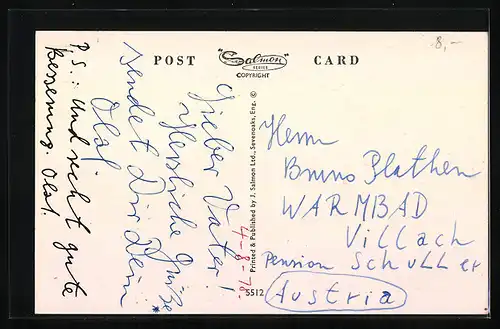 8,-
POST CARD
"Salmon"
SERIES
COPYRIGHT
Lieber Vater!
Herzliche Grüße
sendet Dir Dein
Olaf
P.S.: Und recht gute
Besserung. Olaf.
4-8-78
Printed & Published by J. Salmon Ltd., Sevenoaks, Eng. ©
5512
Herrn
Bruno Plathen
WARMBAD
Villach
Pension Schuller
Austria